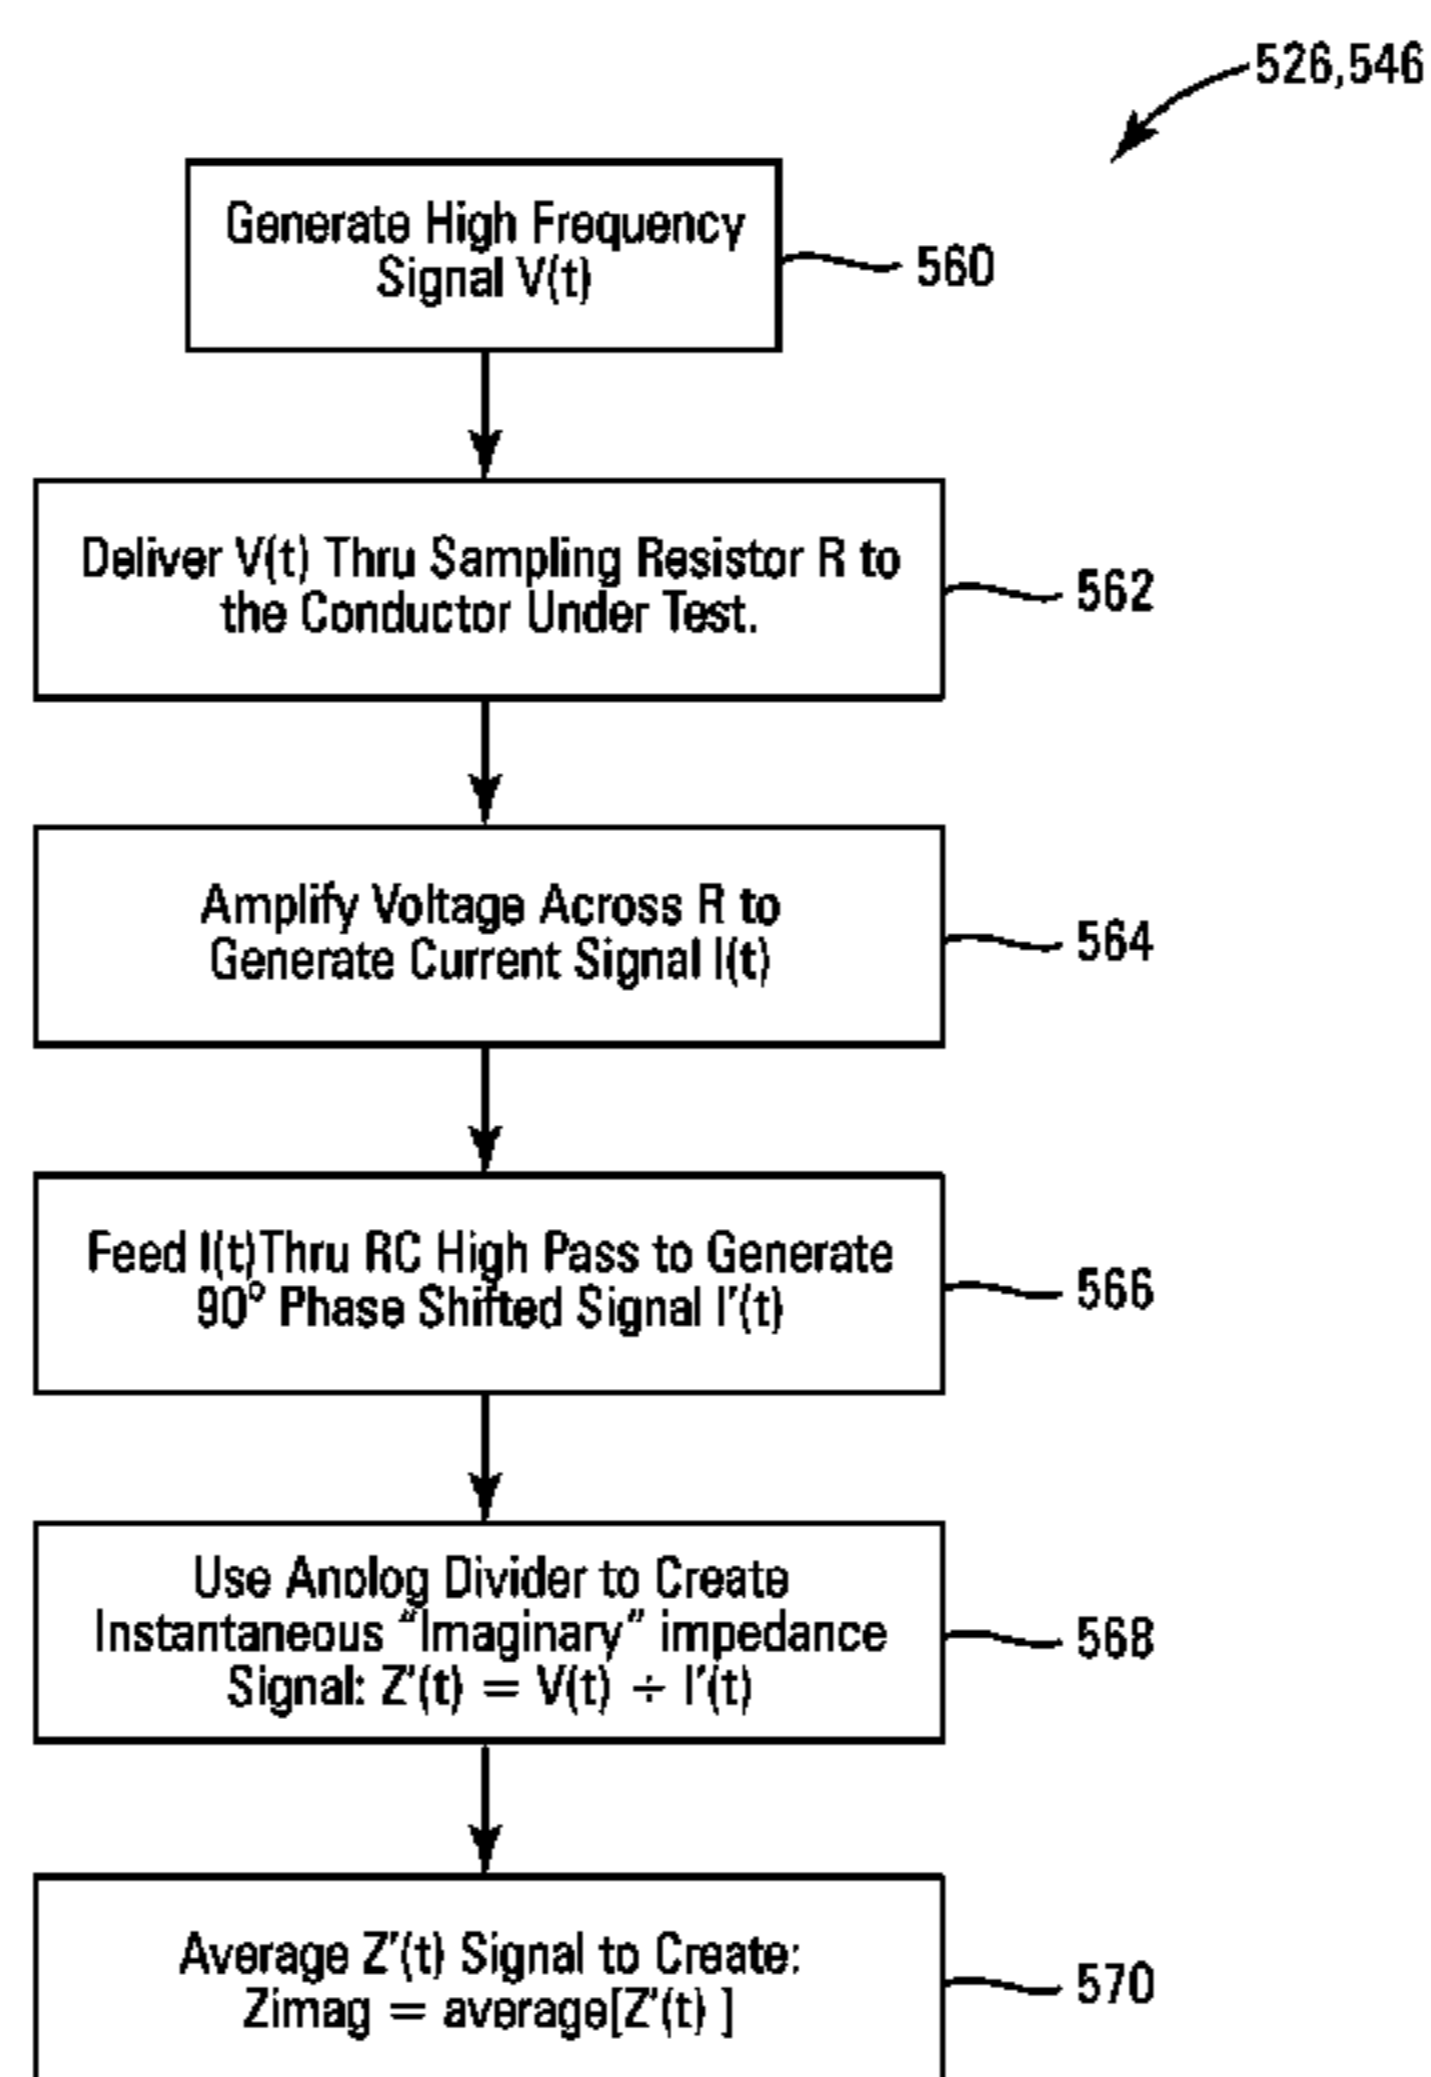 526,546
Generate High Frequency
Signal V(t)
560
Deliver V(t) Thru Sampling Resistor R to
the Conductor Under Test.
562
Amplify Voltage Across R to
Generate Current Signal I(t)
564
Feed I(t)Thru RC High Pass to Generate
90° Phase Shifted Signal I'(t)
566
Use Anolog Divider to Create
Instantaneous “Imaginary” impedance
Signal: Z'(t) = V(t) ÷ I'(t)
568
Average Z'(t) Signal to Create:
Zimag = average[Z'(t) ]
570